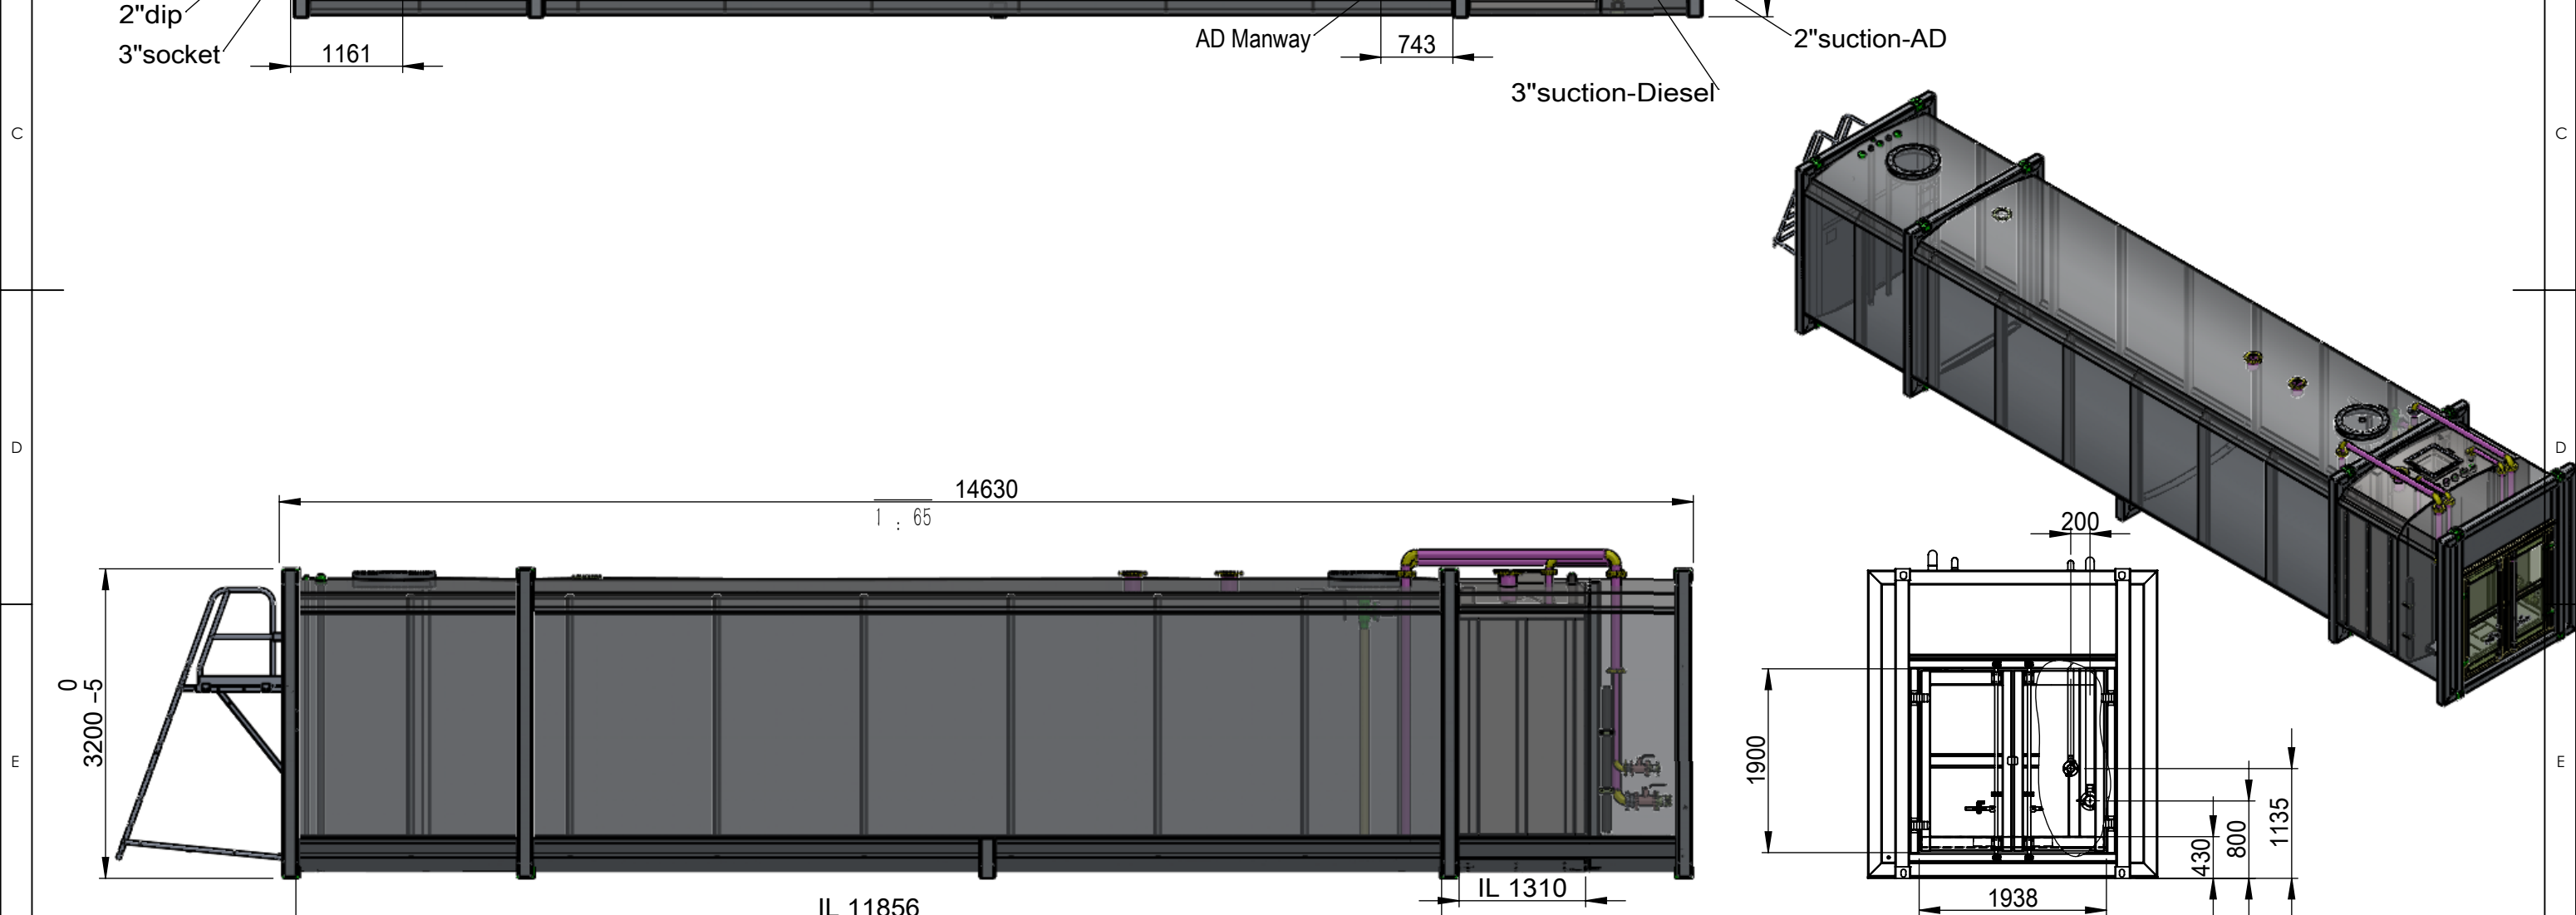 2"dip
3"socket
1161
AD Manway
743
2"suction-AD
3"suction-Diesel
C
C
14630
1 : 65
D
D
200
0
3200 -5
1900
E
E
430
800
1135
IL 1310
IL 11856
1938